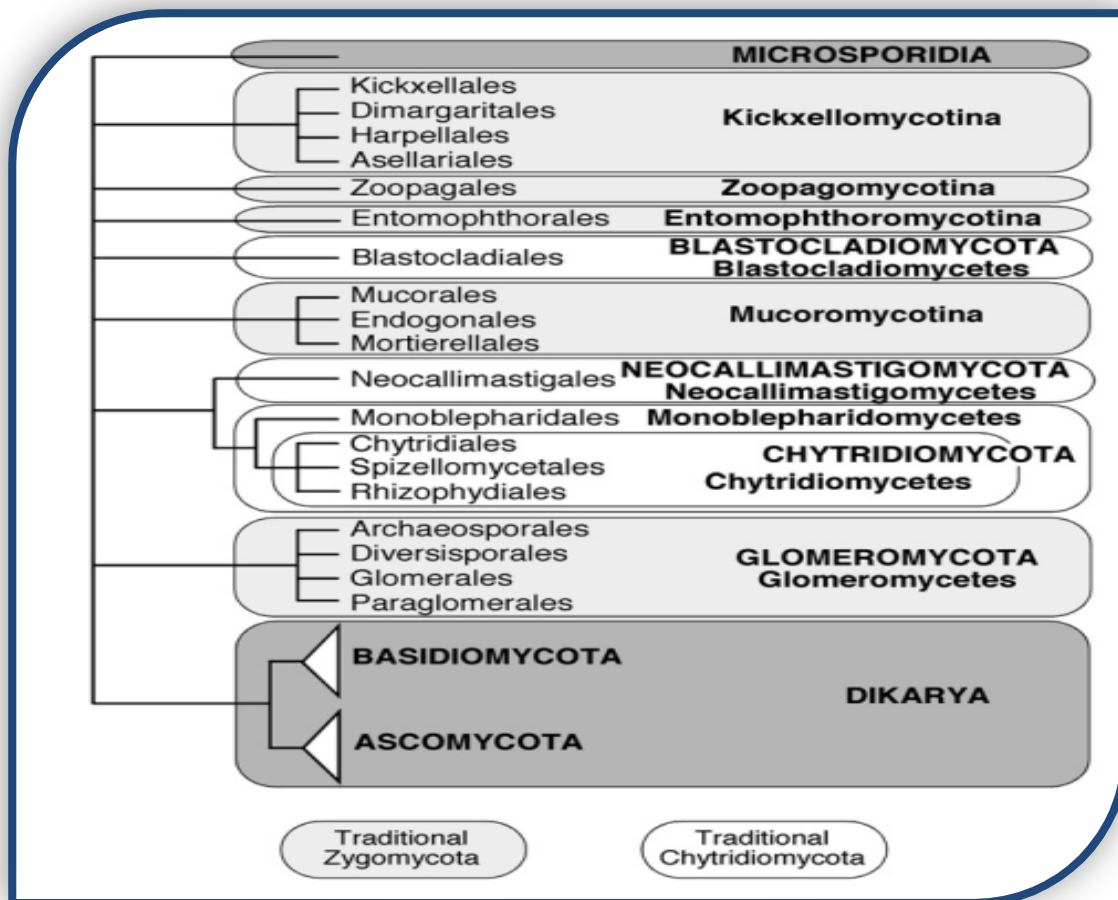 MICROSPORIDIA
Kickxellales
Dimargaritales
Harpellales
Asellariales
Kickxellomycotina
Zoopagales Zoopagomycotina
Entomophthorales Entomophthoromycotina
Blastocladiales
BLASTOCLADIOMYCOTA
Blastocladiomycetes
Mucorales
Endogonales
Mortierellales
Mucoromycotina
Neocallimastigales
NEOCALLIMASTIGOMYCOTA
Neocallimastigomycetes
Monoblepharidales Monoblepharidomycetes
Chytridiales
Spizellomycetales
Rhizophydiales
CHYTRIDIOMYCOTA
Chytridiomycetes
Archaeosporales
Diversisporales
Glomerales
Paraglomerales
GLOMEROMYCOTA
Glomeromycetes
BASIDIOMYCOTA
ASCOMYCOTA
DIKARYA
Traditional
Zygomycota
Traditional
Chytridiomycota